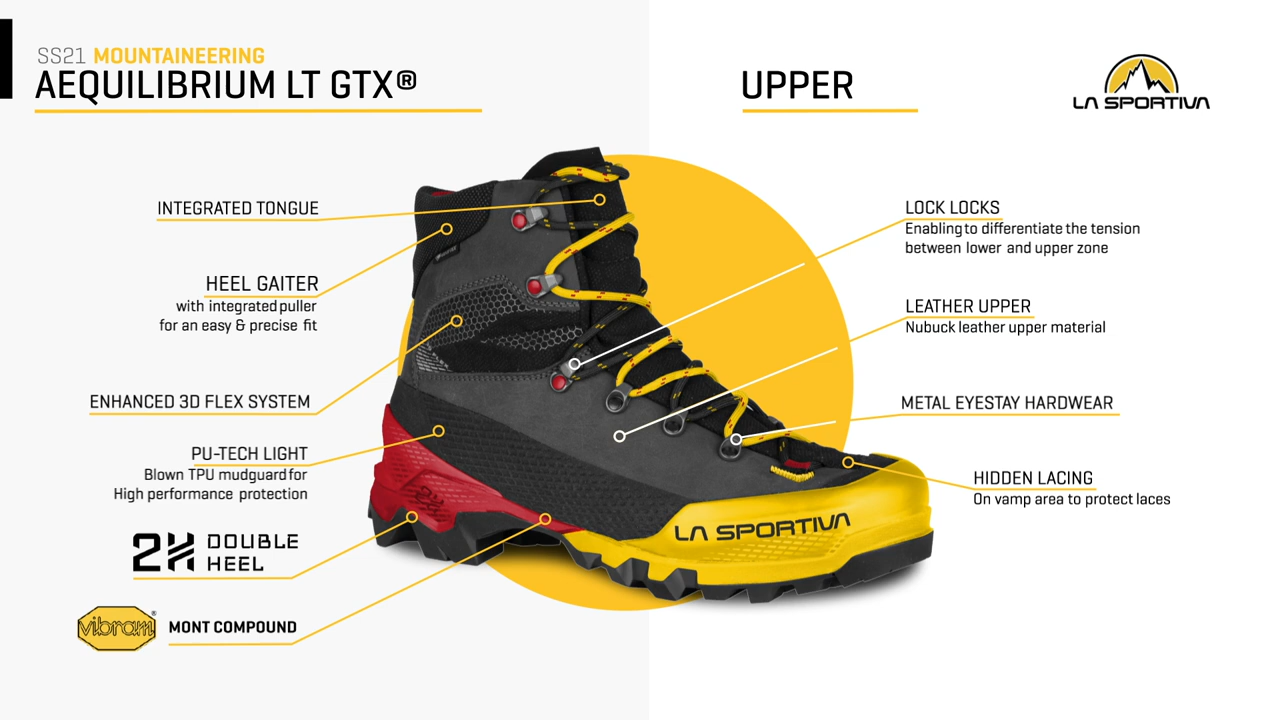 SS21 MOUNTAINEERING
AEQUILIBRIUM LT GTX®
UPPER
LA SPORTIVA
INTEGRATED TONGUE
HEEL GAITER
with integrated puller
for an easy & precise fit
ENHANCED 3D FLEX SYSTEM
PU-TECH LIGHT
Blown TPU mudguard for
High performance protection
2H DOUBLE
HEEL
vibram®
MONT COMPOUND
LOCK LOCKS
Enabling to differentiate the tension
between lower and upper zone
LEATHER UPPER
Nubuck leather upper material
METAL EYESTAY HARDWEAR
HIDDEN LACING
On vamp area to protect laces
LA SPORTIVA